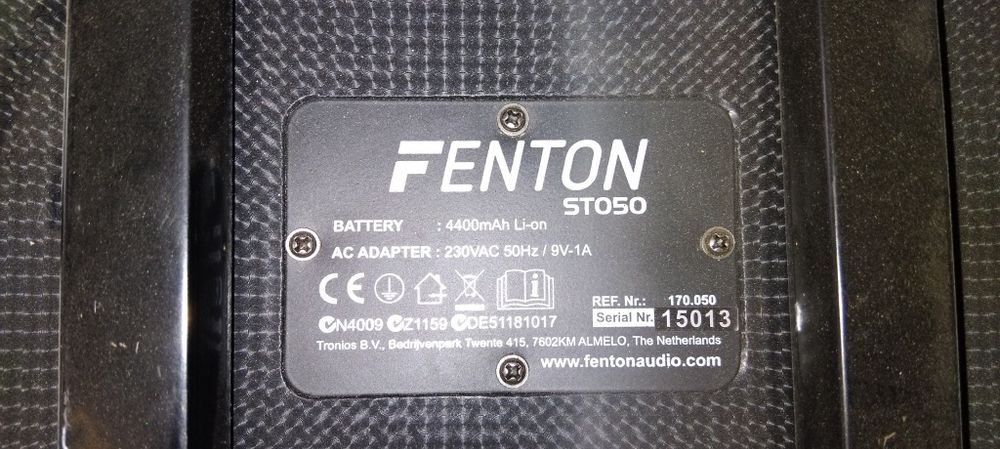 FENTON
ST050
BATTERY : 4400mAh Li-on
AC ADAPTER : 230VAC 50Hz / 9V-1A
CE
REF. Nr.: 170.050
N4009 Z1159 DE51181017 Serial Nr. 15013
Tronios B.V., Bedrijvenpark Twente 415, 7602KM ALMELO, The Netherlands
www.fentonaudio.com